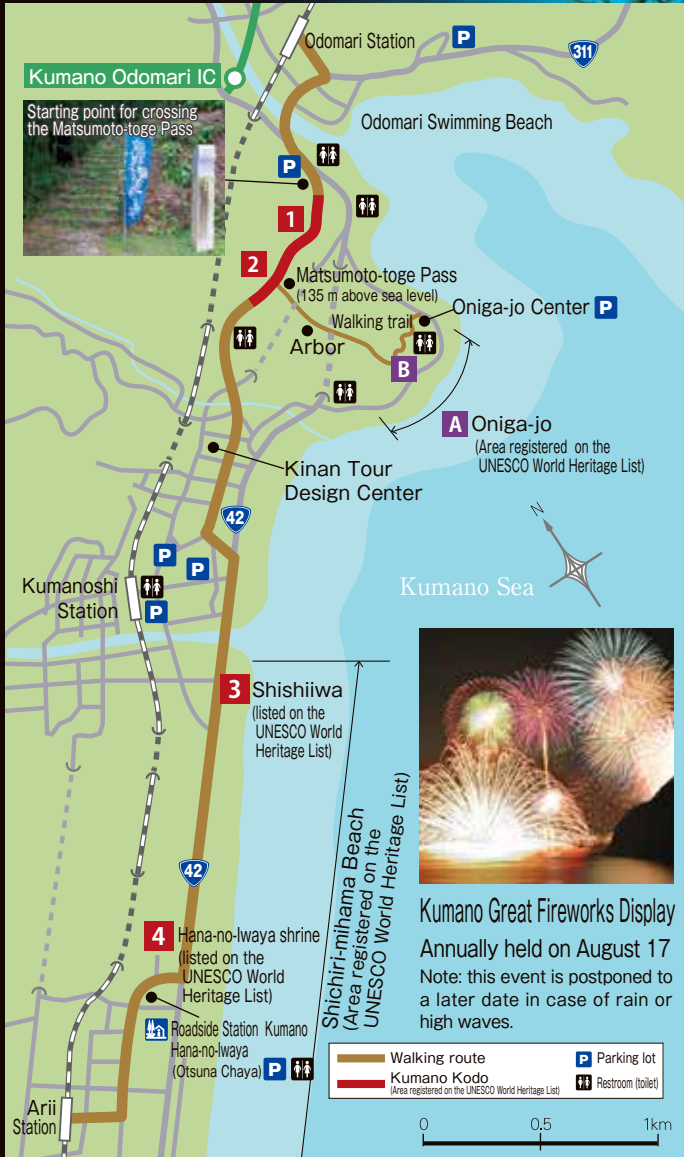 Odomari Station
P
311
Kumano Odomari IC
Starting point for crossing
the Matsumoto-toge Pass
Odomari Swimming Beach
P
1
2
Matsumoto-toge Pass
(135 m above sea level)
Oniga-jo Center P
Walking trail
Arbor
B
A Oniga-jo
(Area registered on the
UNESCO World Heritage List)
Kinan Tour
Design Center
42
N
P
P
Kumanoshi
Station
P
Kumano Sea
3 Shishiiwa
(listed on the
UNESCO World
Heritage List)
Shichiri-mihama Beach
(Area registered on the
UNESCO World Heritage List)
42
Kumano Great Fireworks Display
Annually held on August 17
Note: this event is postponed to
a later date in case of rain or
high waves.
4 Hana-no-Iwaya shrine
(listed on the
UNESCO World
Heritage List)
Roadside Station Kumano
Hana-no-Iwaya
(Otsuna Chaya) P
Walking route
P Parking lot
Kumano Kodo
(Area registered on the UNESCO World Heritage List)
Restroom (toilet)
Arii
Station
0 0.5 1km